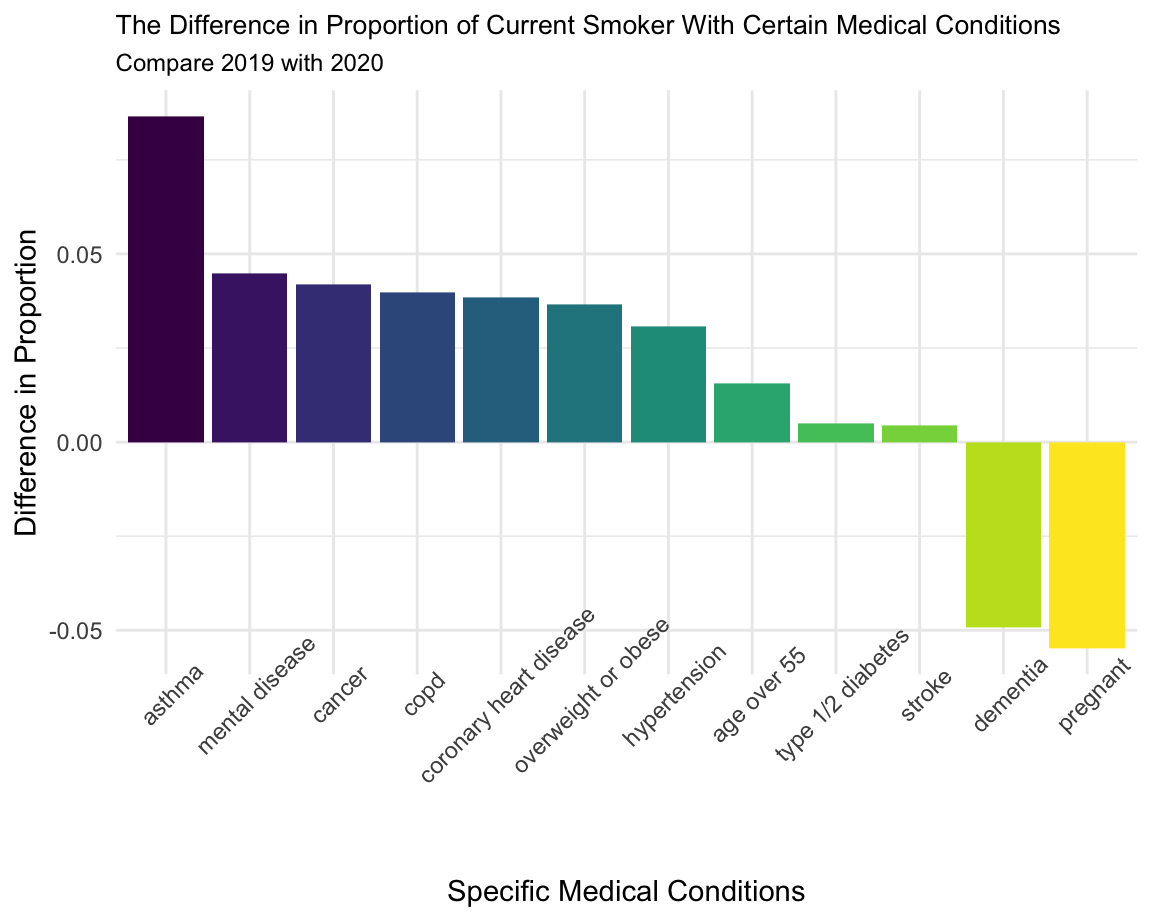 The Difference in Proportion of Current Smoker With Certain Medical Conditions
Compare 2019 with 2020
Difference in Proportion
0.05
0.00
-0.05
asthma
mental disease
cancer
copd
coronary heart disease
overweight or obese
hypertension
age over 55
type 1/2 diabetes
stroke
dementia
pregnant
Specific Medical Conditions